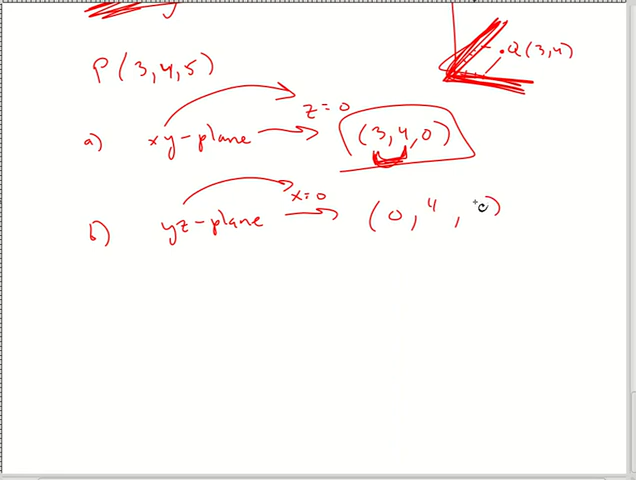 Q(3,4)
P(3,4,5)
a) xy-plane z=0 (3,4,0)
b) yz-plane x=0 (0,4, )